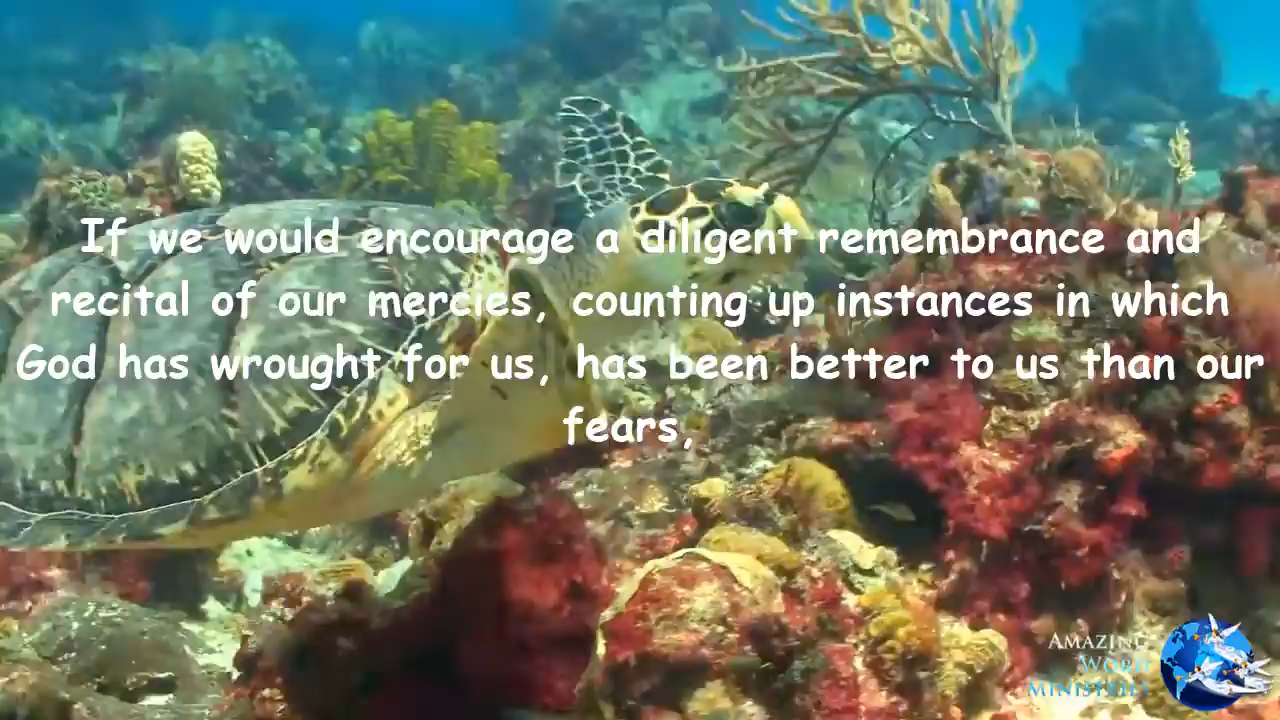 If we would encourage a diligent remembrance and
recital of our mercies, counting up instances in which
God has wrought for us, has been better to us than our
fears,
AMAZING
WORD
MINISTRIES